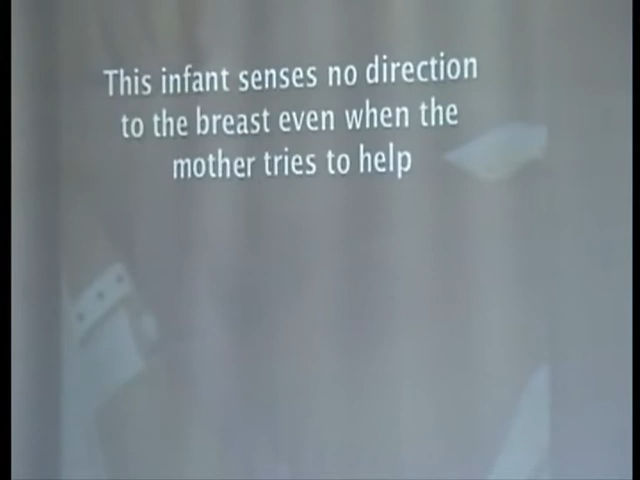 This infant senses no direction
to the breast even when the
mother tries to help